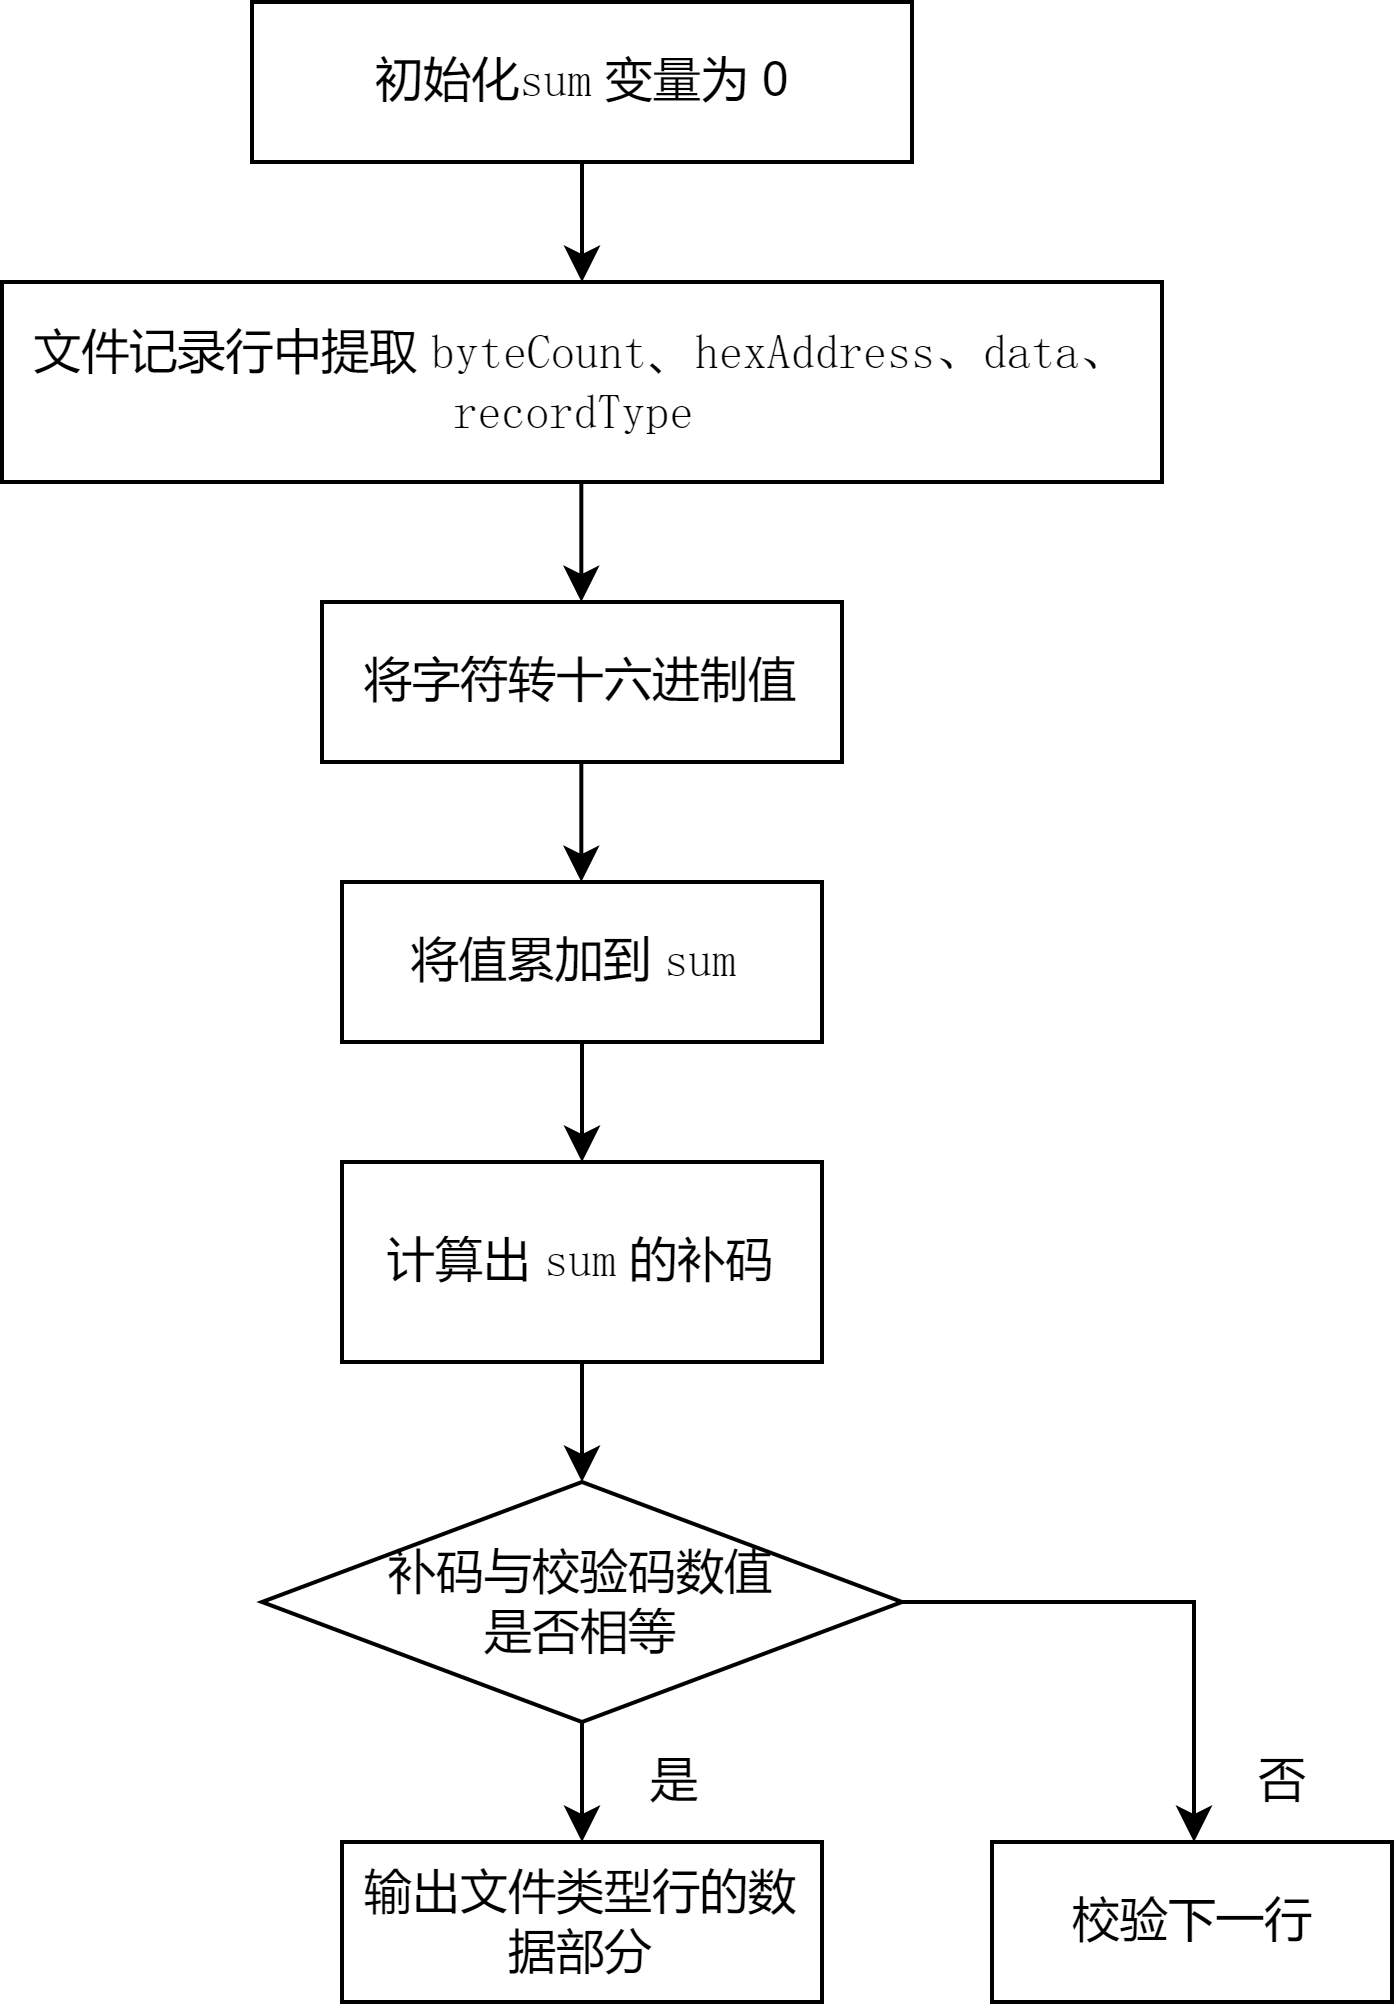 初始化sum 变量为 0
文件记录行中提取 byteCount、hexAddress、data、
recordType
将字符转十六进制值
将值累加到 sum
计算出 sum 的补码
补码与校验码数值
是否相等
是
否
输出文件类型行的数
据部分
校验下一行